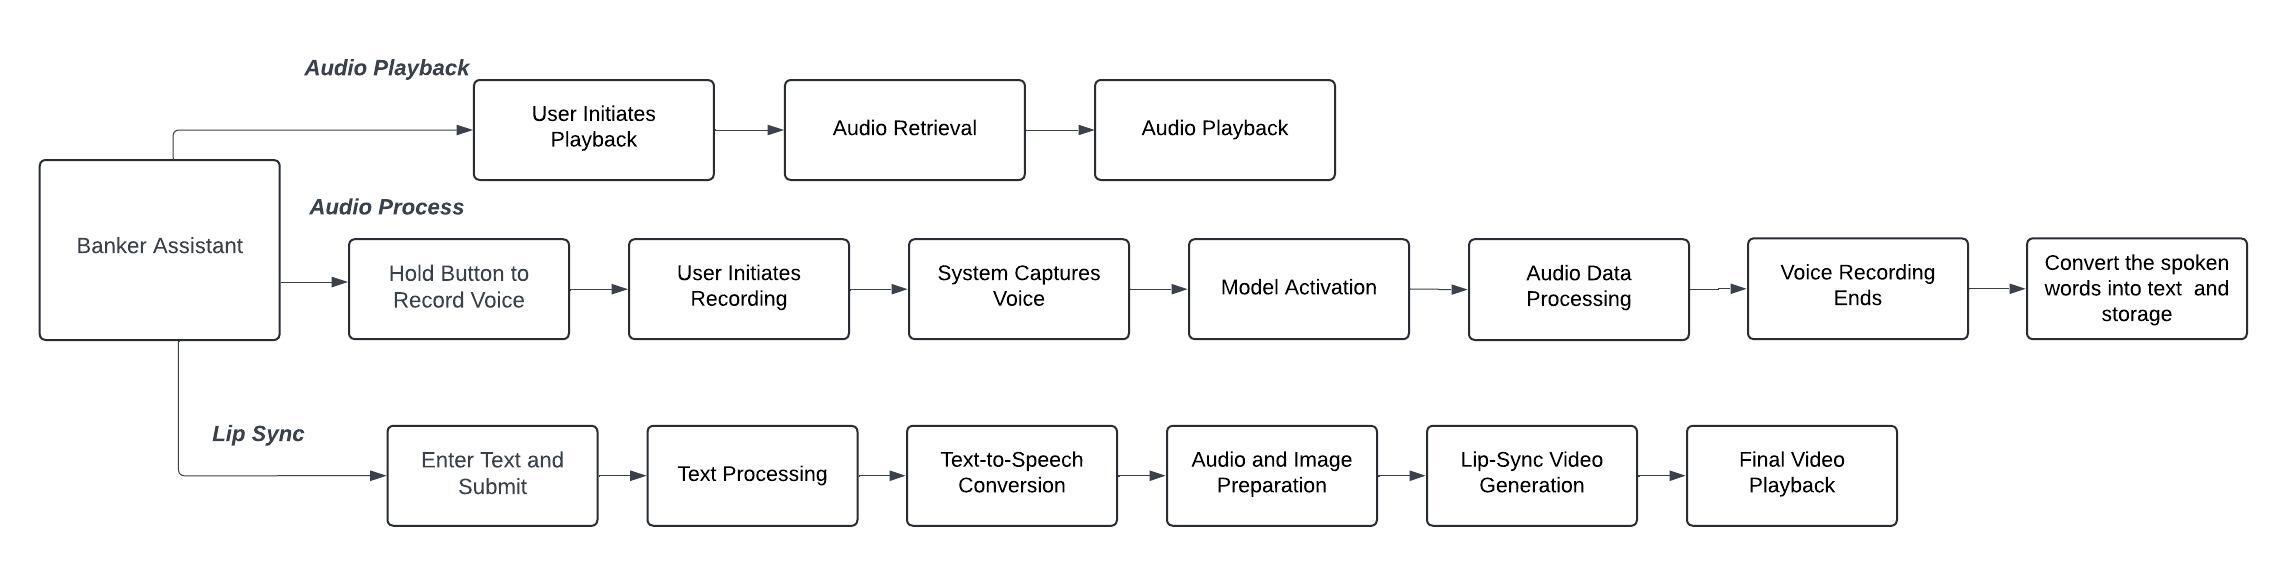 Audio Playback
User Initiates
Playback
Audio Retrieval
Audio Playback
Banker Assistant
Audio Process
Hold Button to
Record Voice
User Initiates
Recording
System Captures
Voice
Model Activation
Audio Data
Processing
Voice Recording
Ends
Convert the spoken
words into text  and
storage
Lip Sync
Enter Text and
Submit
Text Processing
Text-to-Speech
Conversion
Audio and Image
Preparation
Lip-Sync Video
Generation
Final Video
Playback